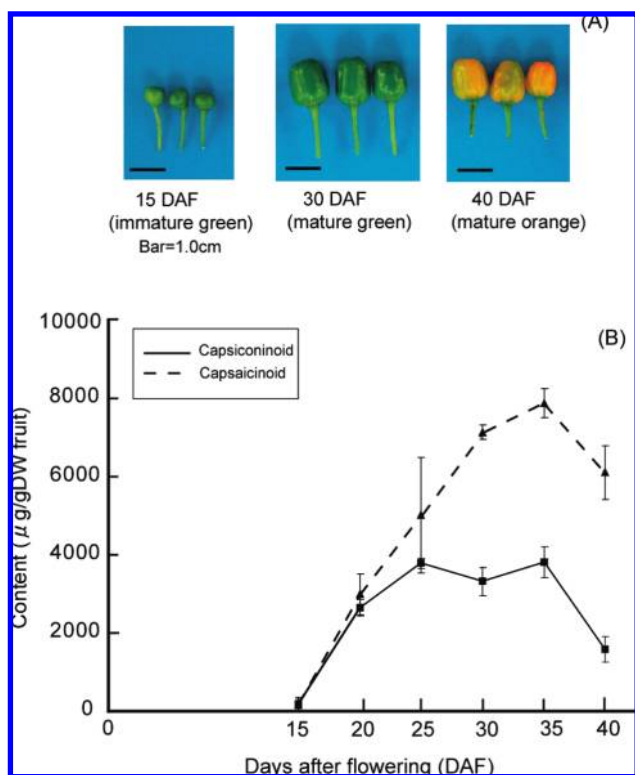 (A)
15 DAF
(immature green)
Bar=1.0cm
30 DAF
(mature green)
40 DAF
(mature orange)
(B)
Capsiconinoid
Capsaicinoid
Content (μg/gDW fruit)
10000
8000
6000
4000
2000
0
0 15 20 25 30 35 40
Days after flowering (DAF)